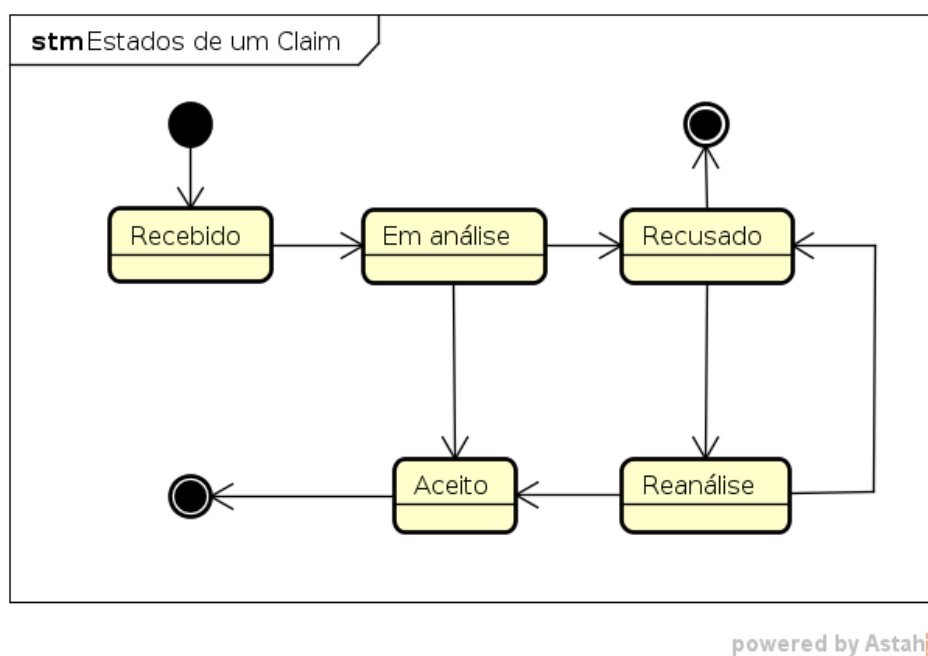 stm Estados de um Claim
Recebido
Em análise
Recusado
Aceito
Reanálise
powered by Astah